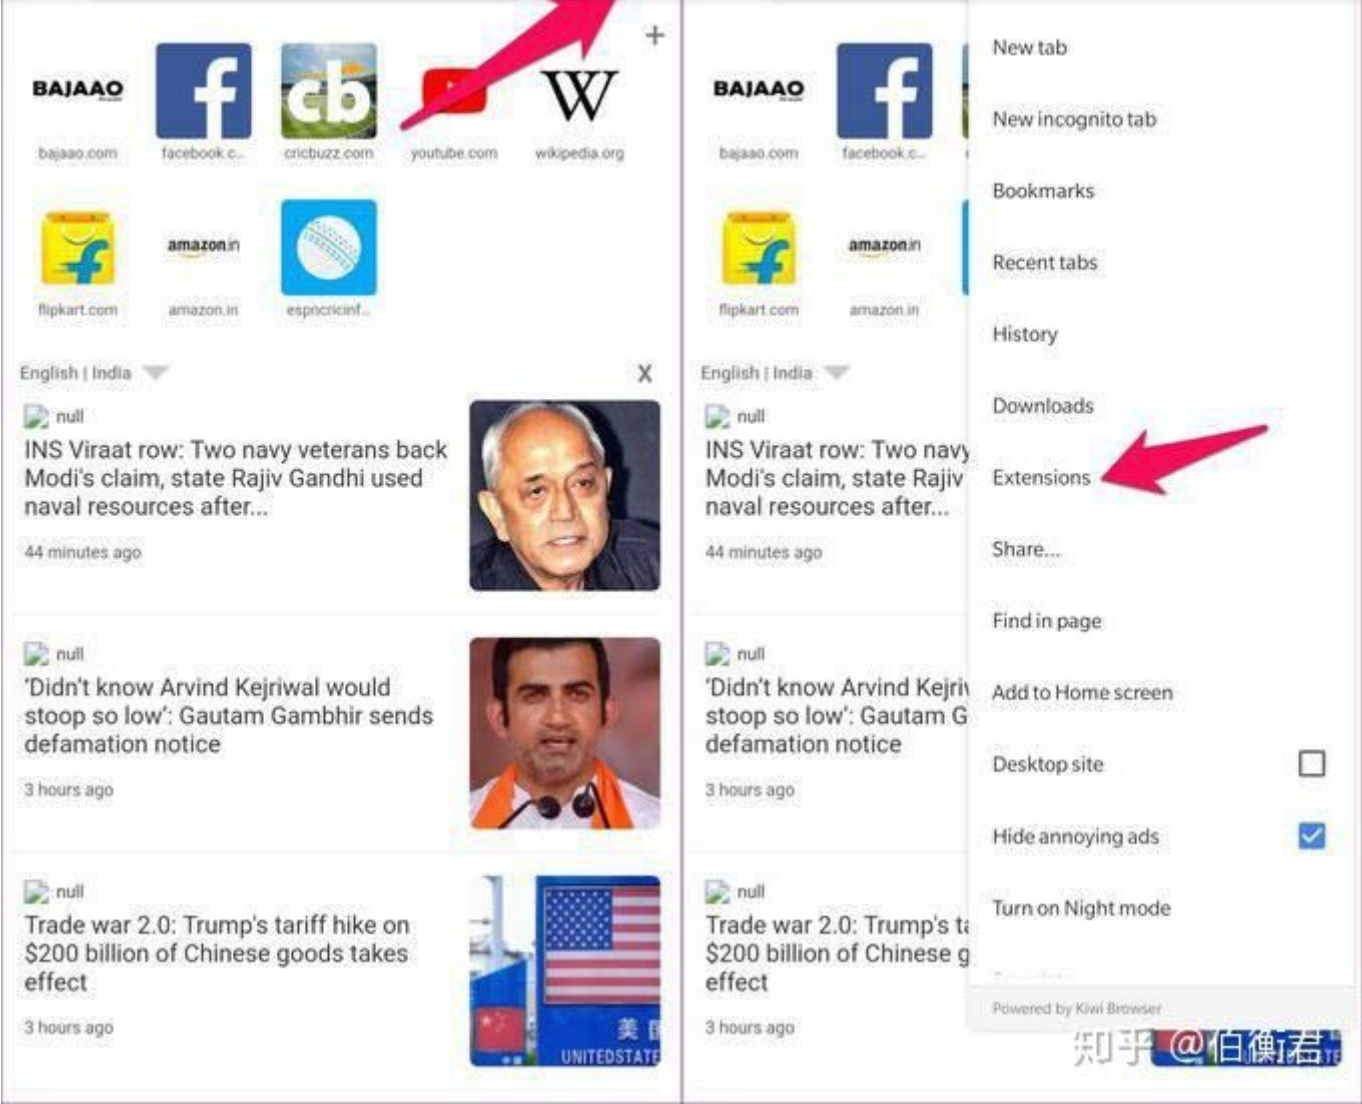 BAJAAO
f
cb
W
bajaao.com
facebook.c...
cricbuzz.com
youtube.com
wikipedia.org
f
amazon.in
flipkart.com
amazon.in
espncricinf...
English | India
X
null
INS Viraat row: Two navy veterans back
Modi's claim, state Rajiv Gandhi used
naval resources after...
44 minutes ago
null
‘Didn't know Arvind Kejriwal would
stoop so low’: Gautam Gambhir sends
defamation notice
3 hours ago
null
Trade war 2.0: Trump's tariff hike on
$200 billion of Chinese goods takes
effect
3 hours ago
美
UNITEDSTATE
BAJAAO
f
bajaao.com
facebook.c...
f
amazon.in
flipkart.com
amazon.in
English | India
null
INS Viraat row: Two navy
Modi's claim, state Rajiv
naval resources after...
44 minutes ago
null
‘Didn't know Arvind Kejriw
stoop so low’: Gautam G
defamation notice
3 hours ago
null
Trade war 2.0: Trump's ta
$200 billion of Chinese g
effect
3 hours ago
New tab
New incognito tab
Bookmarks
Recent tabs
History
Downloads
Extensions
Share...
Find in page
Add to Home screen
Desktop site
Hide annoying ads
Turn on Night mode
Powered by Kiwi Browser
知乎 @伯衡君